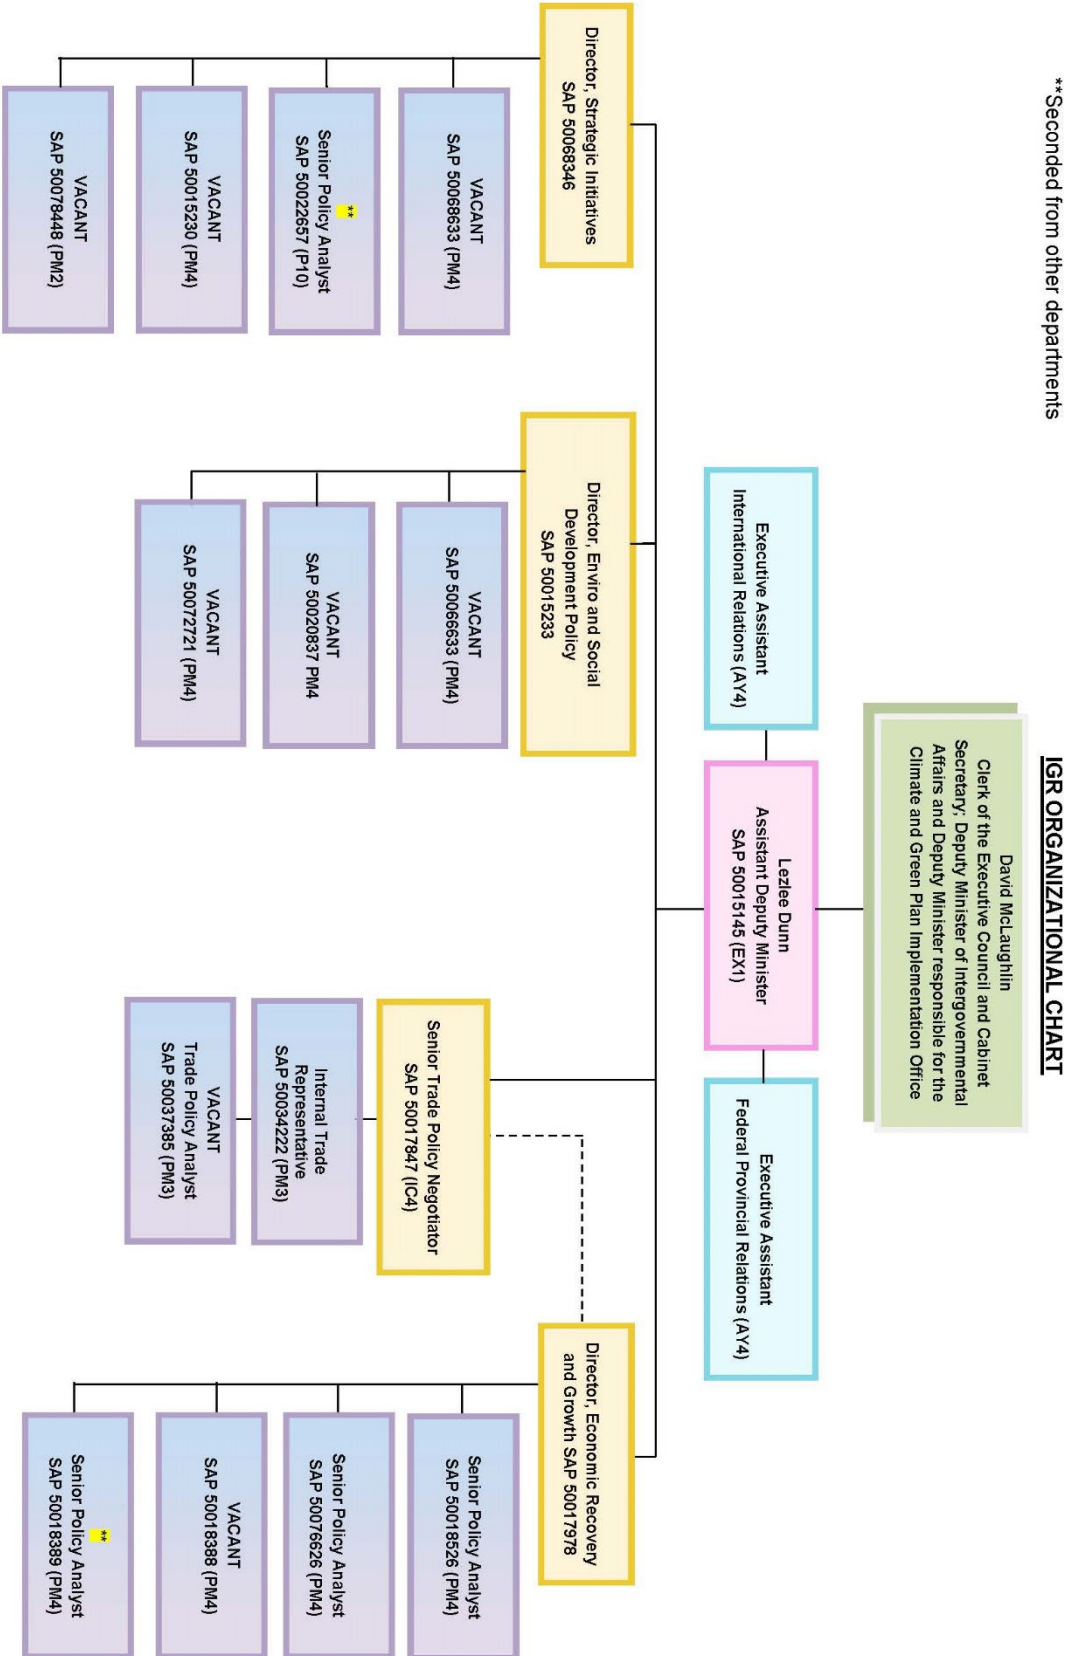 **Seconded from other departments
IGR ORGANIZATIONAL CHART
David McLaughlin
Clerk of the Executive Council and Cabinet
Secretary; Deputy Minister of Intergovernmental
Affairs and Deputy Minister responsible for the
Climate and Green Plan Implementation Office
Executive Assistant
International Relations (AY4)
Lezlee Dunn
Assistant Deputy Minister
SAP 50015145 (EX1)
Executive Assistant
Federal Provincial Relations (AY4)
Director, Strategic Initiatives
SAP 50068346
VACANT
SAP 50068633 (PM4)
**
Senior Policy Analyst
SAP 50022657 (P10)
VACANT
SAP 50015230 (PM4)
VACANT
SAP 50078448 (PM2)
Director, Enviro and Social
Development Policy
SAP 50015233
VACANT
SAP 50066633 (PM4)
VACANT
SAP 50020837 PM4
VACANT
SAP 50072721 (PM4)
Senior Trade Policy Negotiator
SAP 50017847 (IC4)
Internal Trade
Representative
SAP 50034222 (PM3)
VACANT
Trade Policy Analyst
SAP 50037385 (PM3)
Director, Economic Recovery
and Growth SAP 50017978
Senior Policy Analyst
SAP 50018526 (PM4)
Senior Policy Analyst
SAP 50076626 (PM4)
VACANT
SAP 50018388 (PM4)
**
Senior Policy Analyst
SAP 50018389 (PM4)